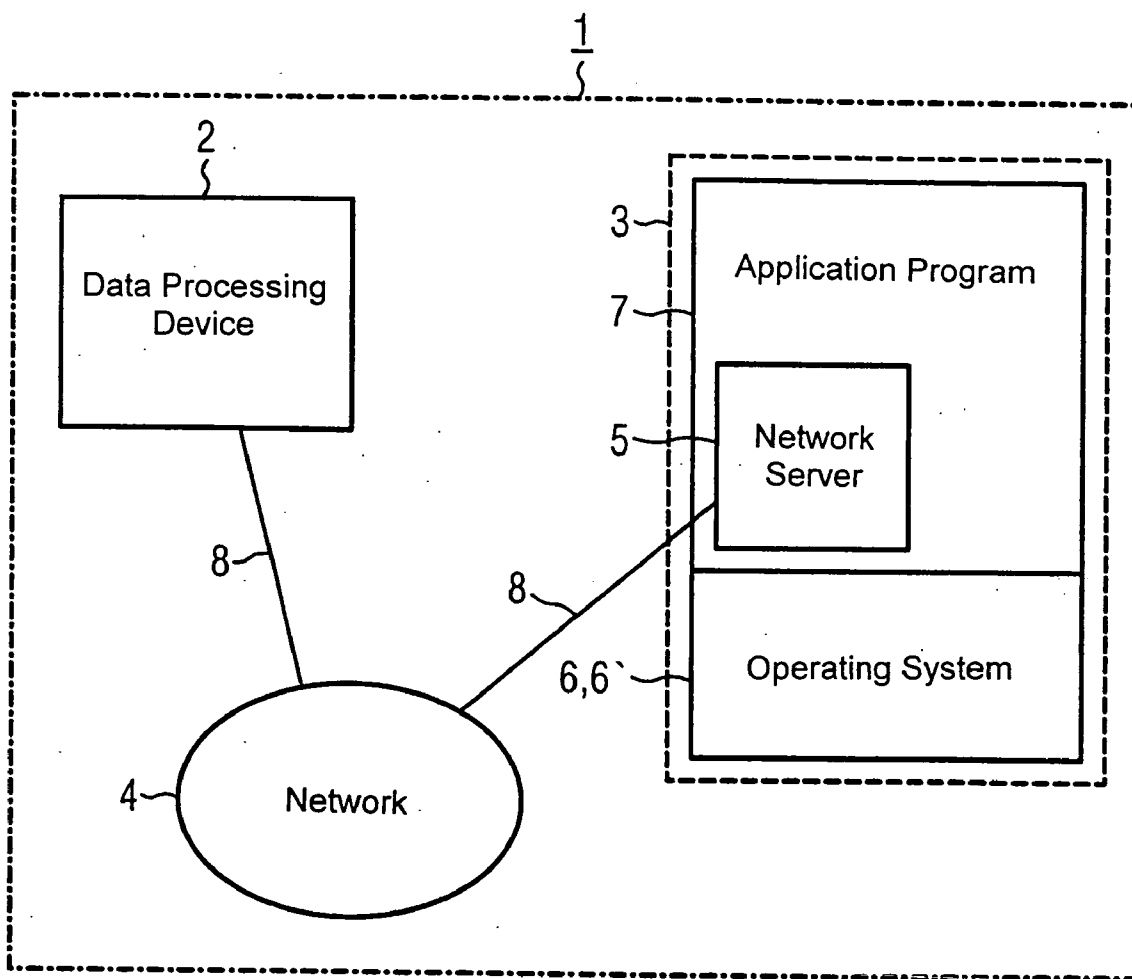 1
2
Data Processing
Device
3
Application Program
7
5
Network
Server
8
8
6,6`
Operating System
4
Network